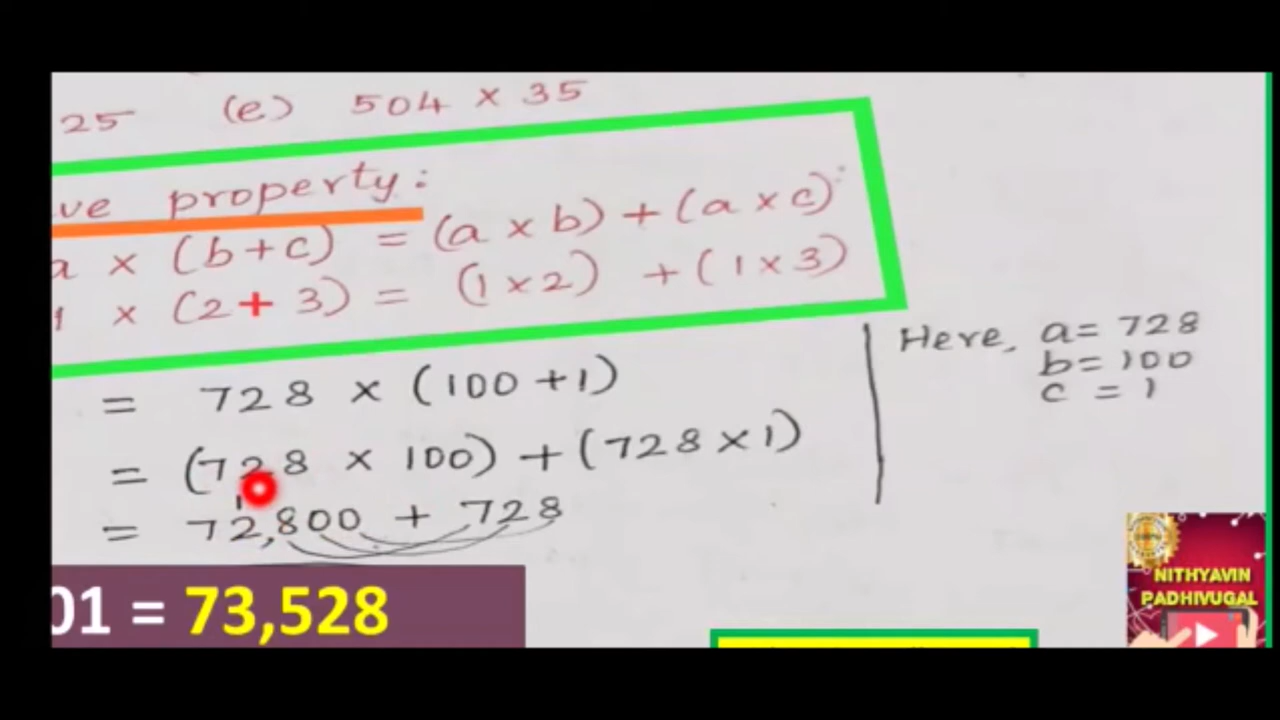 25 (e) 504 × 35
ve property:
a × (b+c) = (a × b) + (a × c)
1 × (2 + 3) = (1 × 2) + (1 × 3)
= 728 × (100 + 1)
= (728 × 100) + (728 × 1)
1
= 72,800 + 728
01 = 73,528
Here, a = 728
b = 100
c = 1
NITHYAVIN
PADHIVUGAL